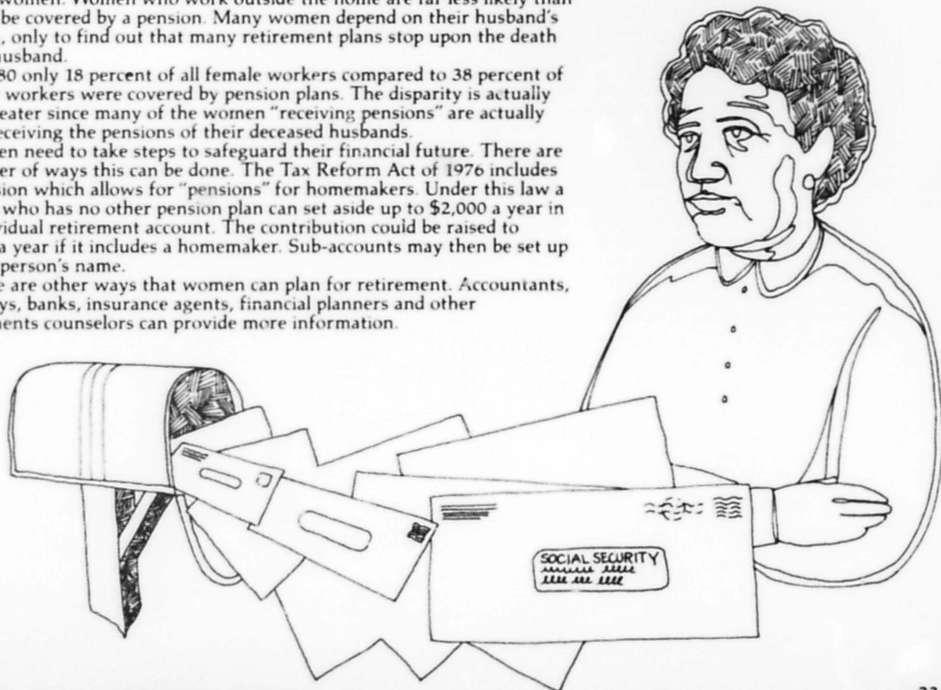 women. Women who work outside the home are far less likely than
be covered by a pension. Many women depend on their husband's
, only to find out that many retirement plans stop upon the death
usband.
80 only 18 percent of all female workers compared to 38 percent of
workers were covered by pension plans. The disparity is actually
eater since many of the women "receiving pensions" are actually
eceiving the pensions of their deceased husbands.
en need to take steps to safeguard their financial future. There are
er of ways this can be done. The Tax Reform Act of 1976 includes
ion which allows for "pensions" for homemakers. Under this law a
who has no other pension plan can set aside up to $2,000 a year in
vidual retirement account. The contribution could be raised to
a year if it includes a homemaker. Sub-accounts may then be set up
person's name.
e are other ways that women can plan for retirement. Accountants,
ys, banks, insurance agents, financial planners and other
ents counselors can provide more information.
SOCIAL SECURITY